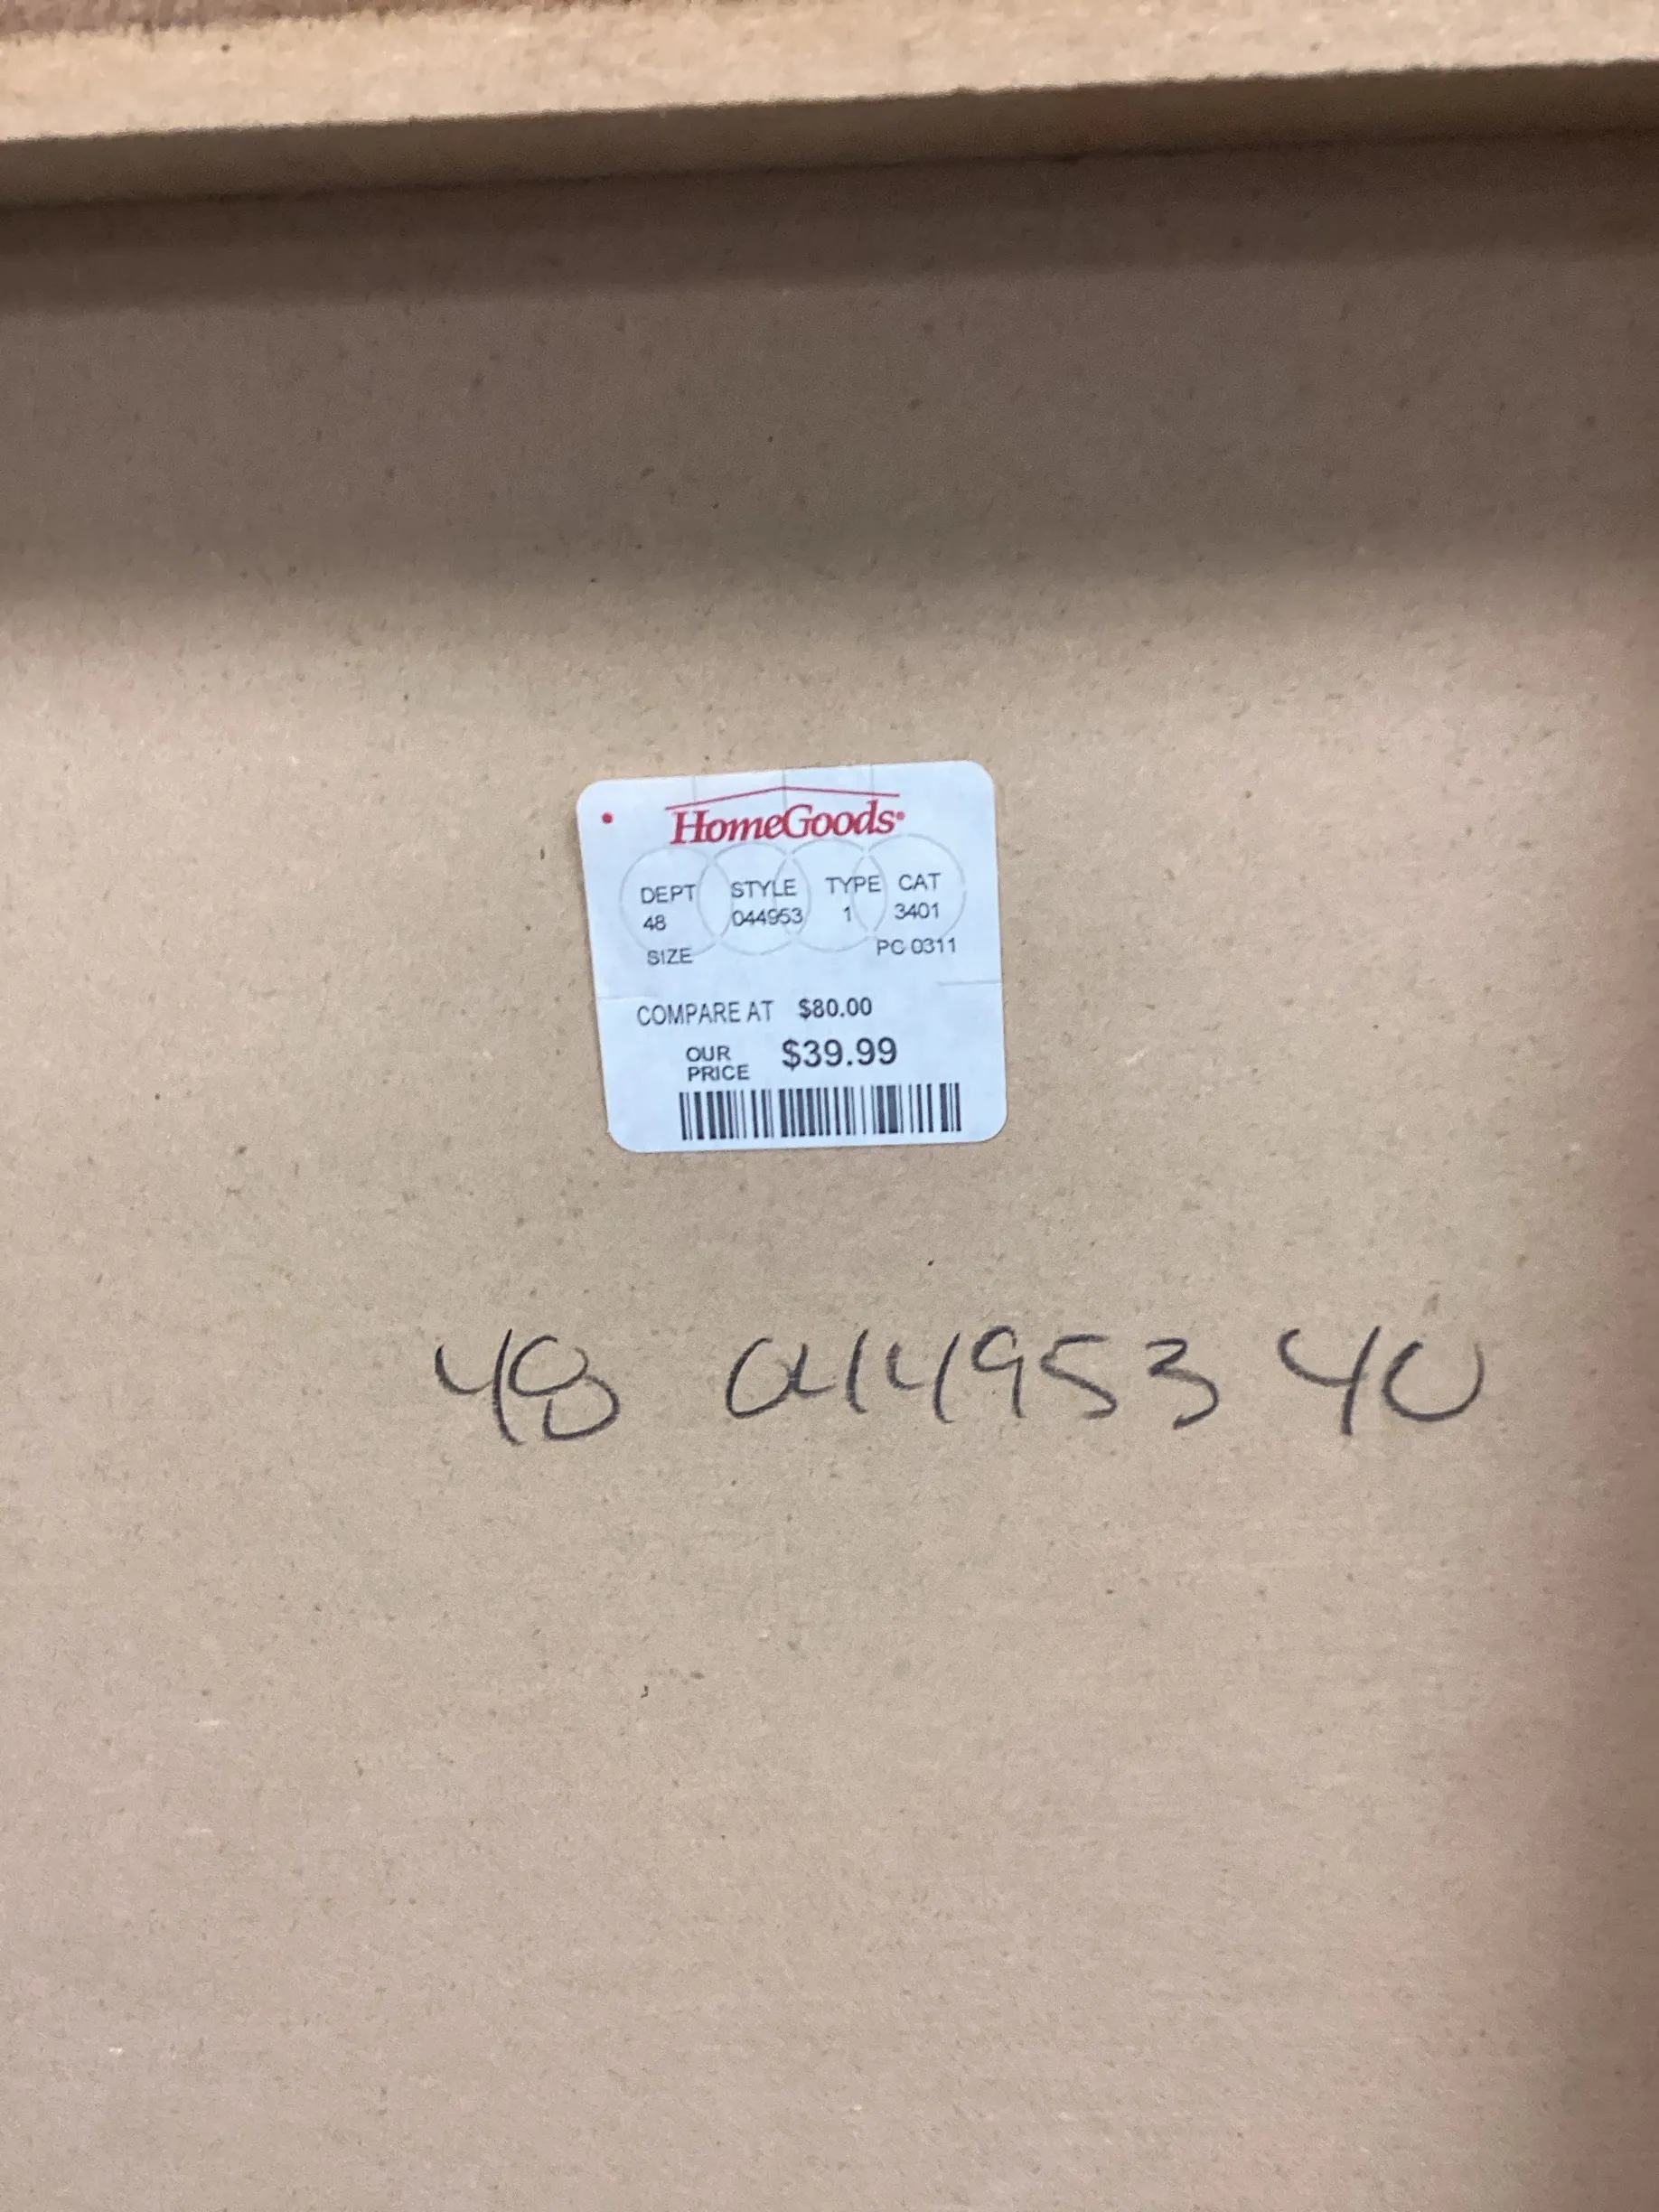 HomeGoods®
DEPT STYLE TYPE CAT
48 044953 1 3401
SIZE PC 0311
COMPARE AT $80.00
OUR PRICE $39.99
48 044953 40